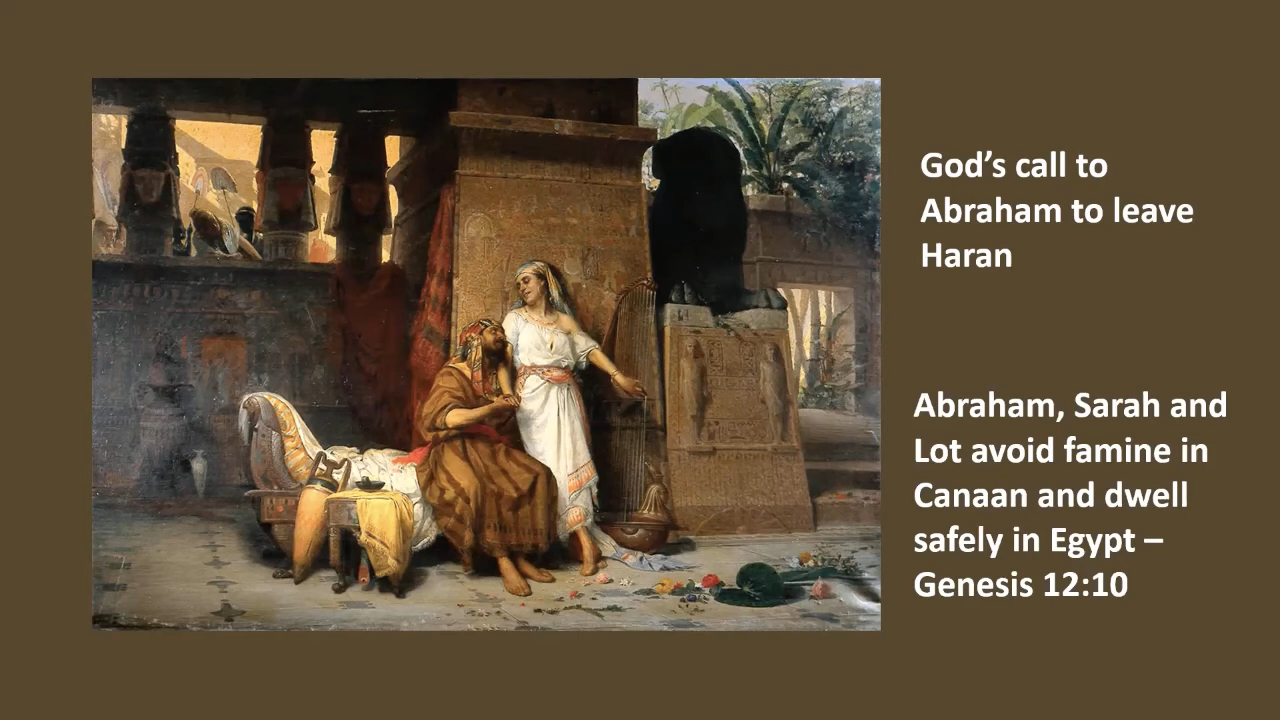 God’s call to
Abraham to leave
Haran
Abraham, Sarah and
Lot avoid famine in
Canaan and dwell
safely in Egypt –
Genesis 12:10